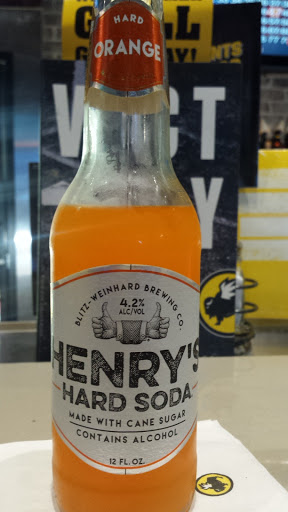 HARD
ORANGE
BLITZ-WEINHARD BREWING CO.
4.2%
ALC/VOL
HENRY'S
HARD SODA
MADE WITH CANE SUGAR
CONTAINS ALCOHOL
12 FL. OZ.